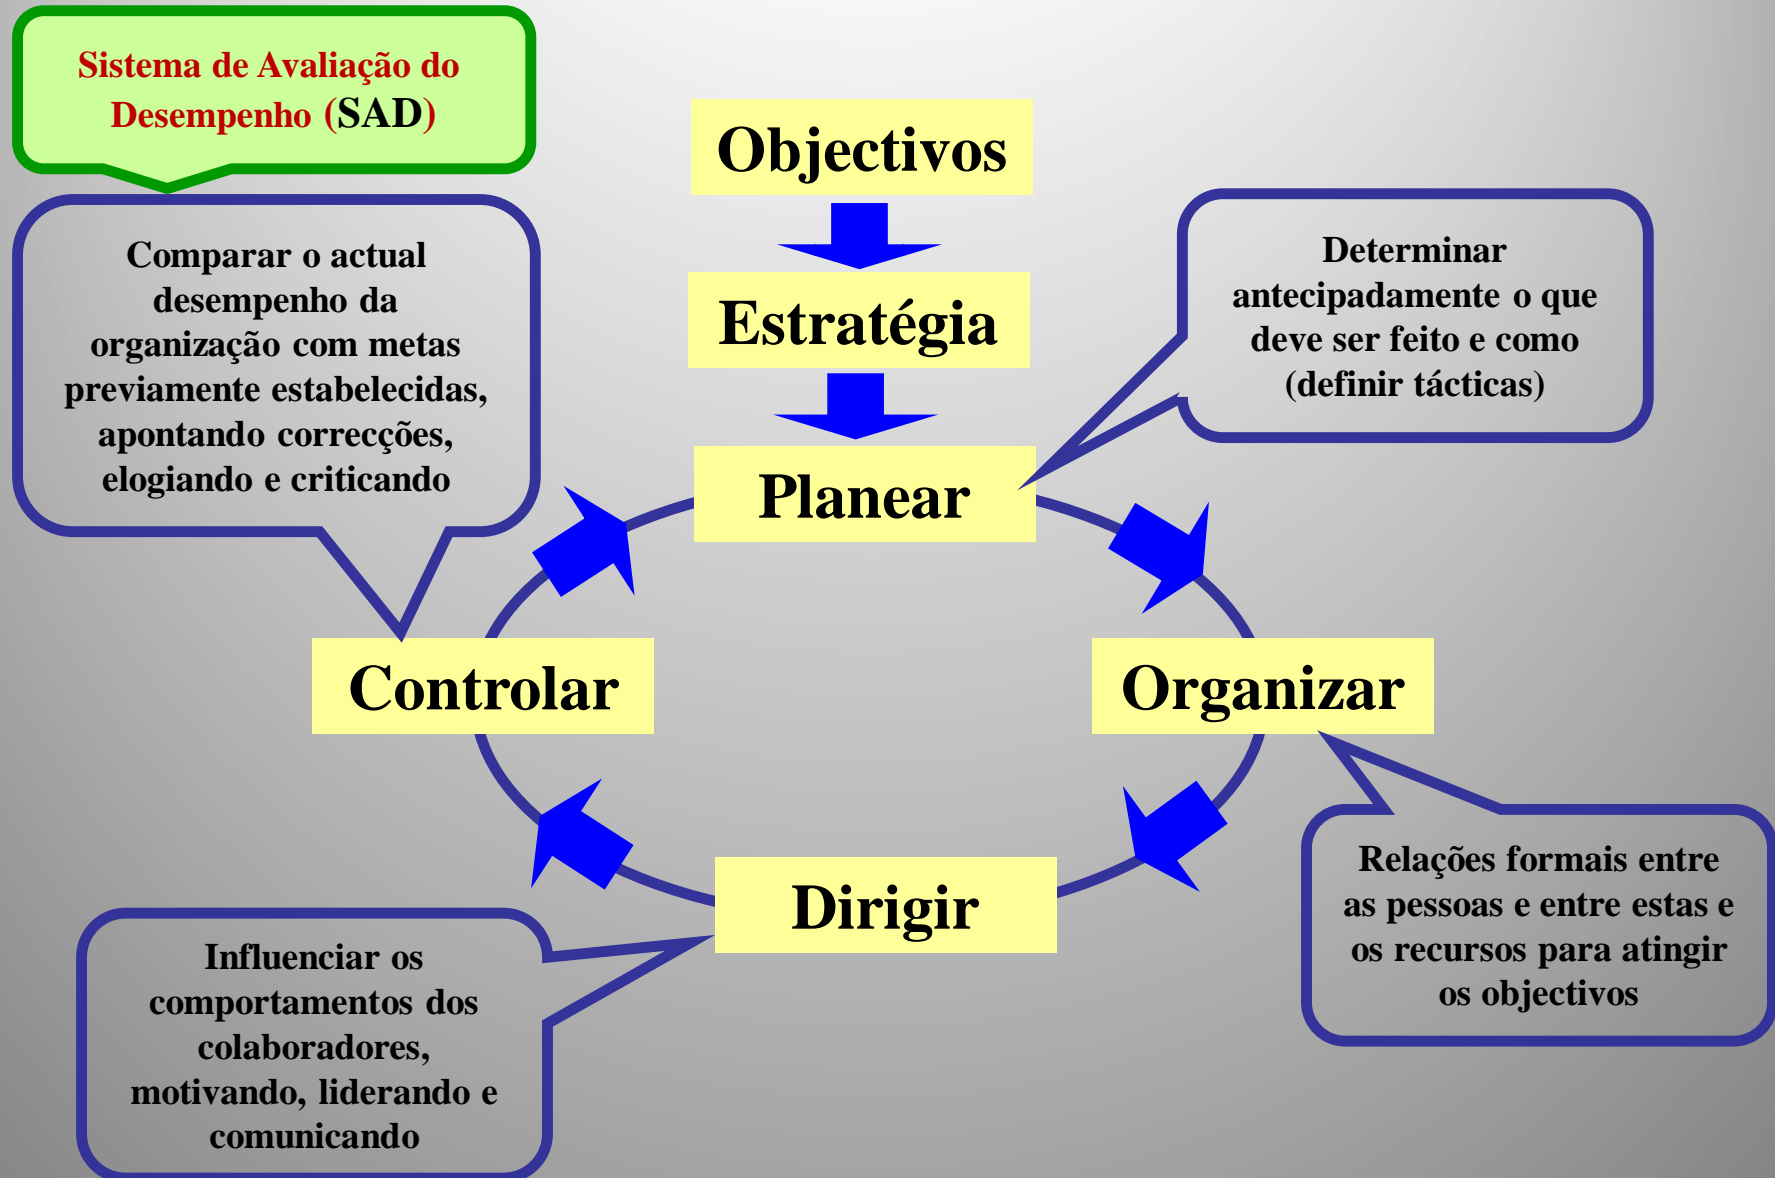 Sistema de Avaliação do
Desempenho (SAD)
Objectivos
Estratégia
Comparar o actual
desempenho da
organização com metas
previamente estabelecidas,
apontando correcções,
elogiando e criticando
Determinar
antecipadamente o que
deve ser feito e como
(definir tácticas)
Planear
Controlar
Organizar
Dirigir
Relações formais entre
as pessoas e entre estas e
os recursos para atingir
os objectivos
Influenciar os
comportamentos dos
colaboradores,
motivando, liderando e
comunicando